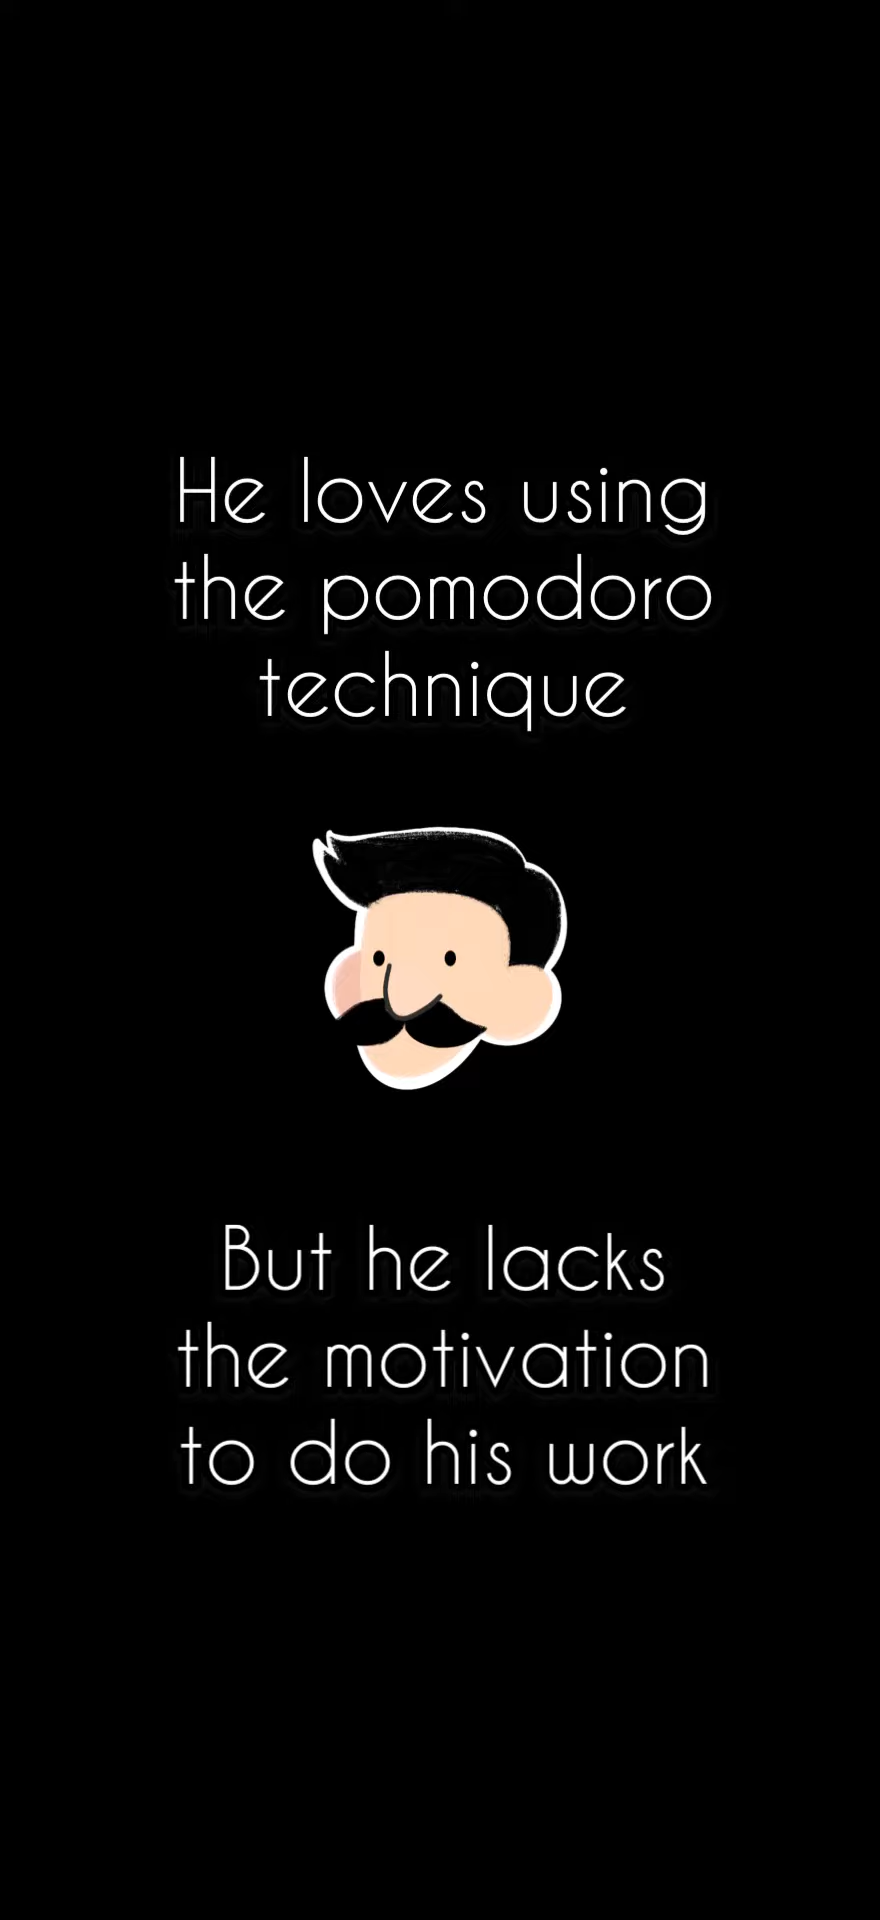 He loves using
the pomodoro
technique
But he lacks
the motivation
to do his work